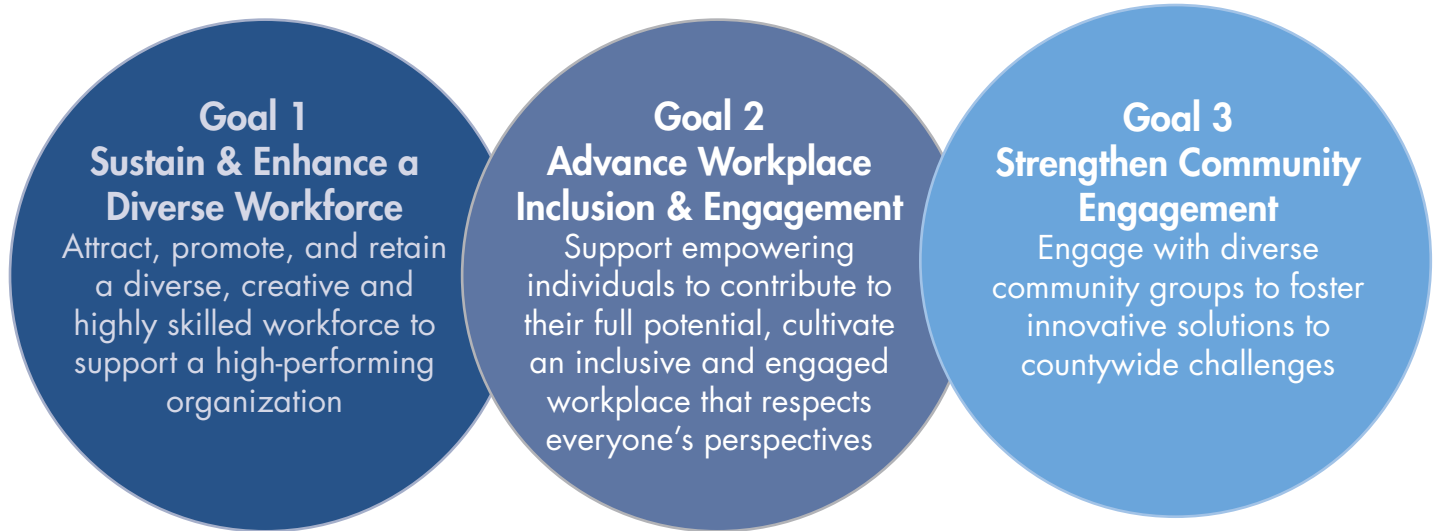 Goal 1
Sustain & Enhance a
Diverse Workforce
Attract, promote, and retain
a diverse, creative and
highly skilled workforce to
support a high-performing
organization
Goal 2
Advance Workplace
Inclusion & Engagement
Support empowering
individuals to contribute to
their full potential, cultivate
an inclusive and engaged
workplace that respects
everyone’s perspectives
Goal 3
Strengthen Community
Engagement
Engage with diverse
community groups to foster
innovative solutions to
countywide challenges